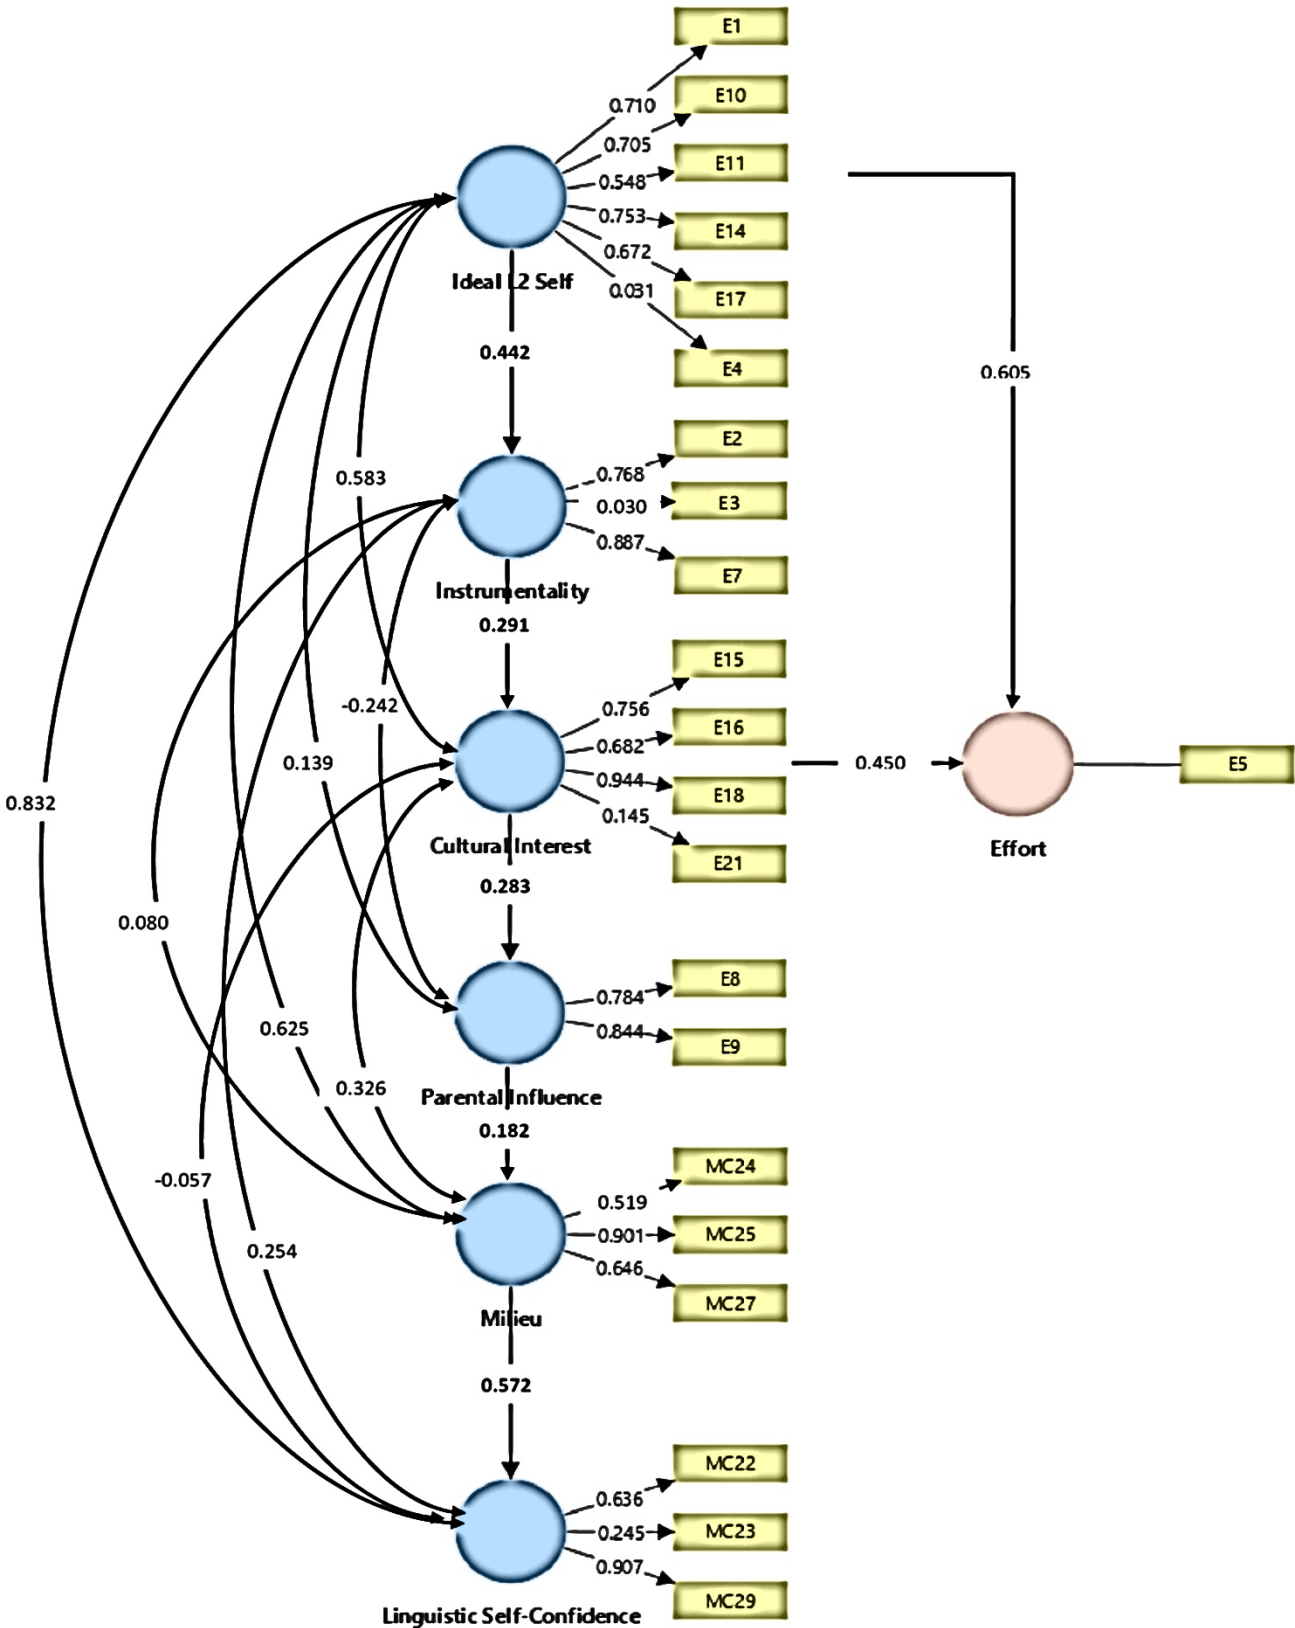 E1
0.710
E10
0.705
E11
0.548
0.753
E14
0.672
Ideal L2 Self
0.031
E17
0.442
E4
0.605
E2
0.583
0.768
0.030
E3
0.887
E7
Instrumentality
0.291
E15
-0.242
0.756
E16
0.682
0.139
0.944
E18
0.450
E5
0.832
0.145
Cultural Interest
E21
Effort
0.283
0.080
E8
0.784
0.844
E9
0.625
0.326
Parental Influence
0.182
MC24
-0.057
0.519
0.901
MC25
0.254
0.646
MC27
Milieu
0.572
MC22
0.636
0.245
MC23
0.907
MC29
Linguistic Self-Confidence